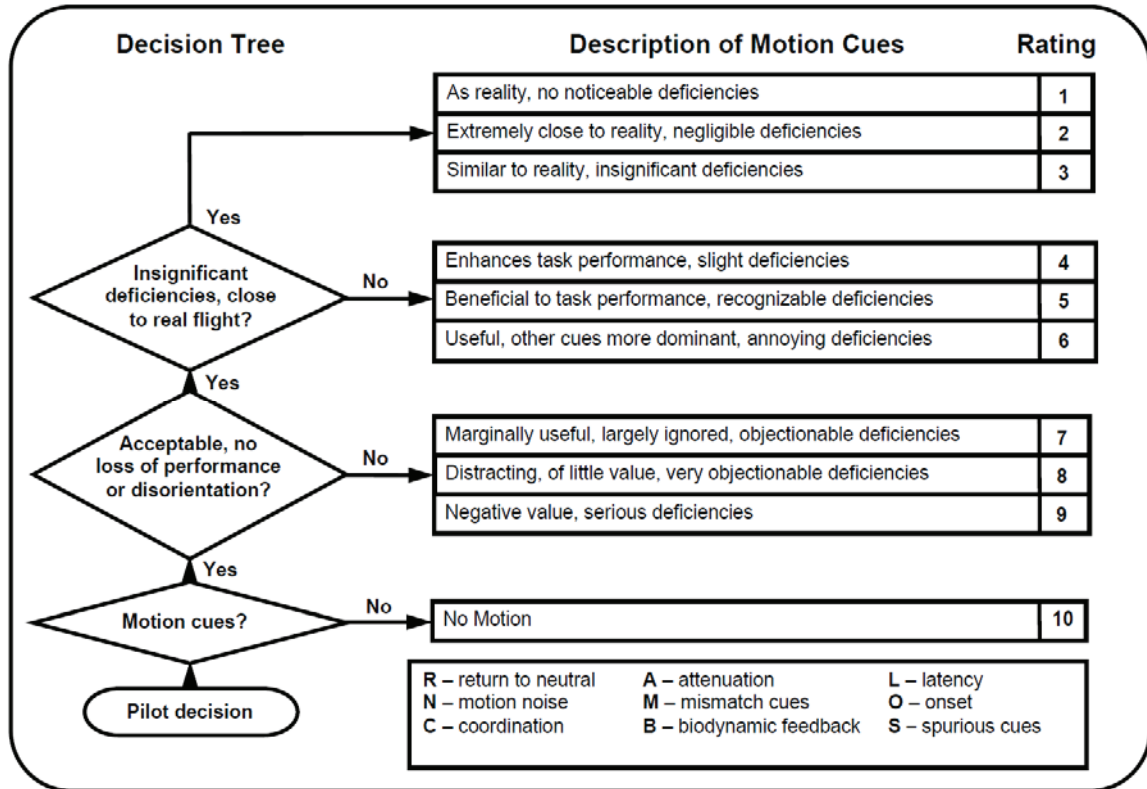 Decision Tree
Description of Motion Cues
Rating
As reality, no noticeable deficiencies
1
Extremely close to reality, negligible deficiencies
2
Similar to reality, insignificant deficiencies
3
Yes
Insignificant
deficiencies, close
to real flight?
No
Enhances task performance, slight deficiencies
4
Beneficial to task performance, recognizable deficiencies
5
Useful, other cues more dominant, annoying deficiencies
6
Yes
Acceptable, no
loss of performance
or disorientation?
No
Marginally useful, largely ignored, objectionable deficiencies
7
Distracting, of little value, very objectionable deficiencies
8
Negative value, serious deficiencies
9
Yes
Motion cues?
No
No Motion
10
Pilot decision
R – return to neutral
A – attenuation
L – latency
N – motion noise
M – mismatch cues
O – onset
C – coordination
B – biodynamic feedback
S – spurious cues